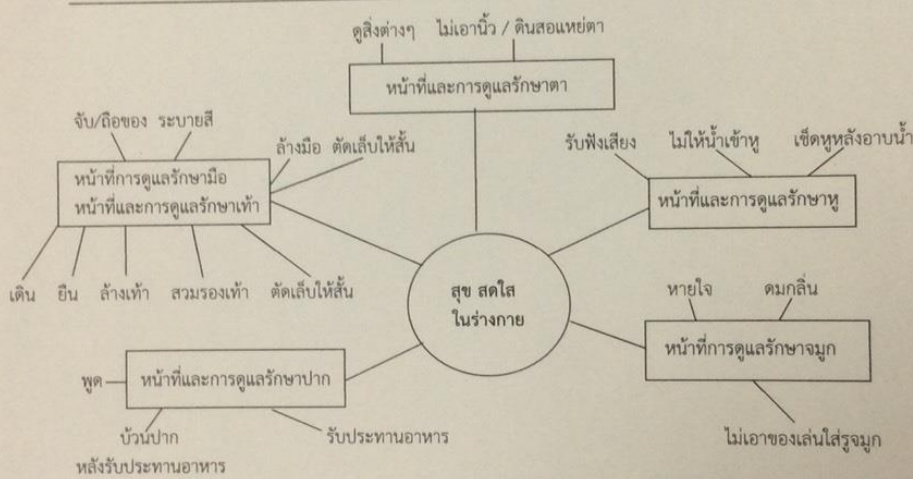 ดูสิ่งต่างๆ ไม่เอานิ้ว / ดินสอแหย่ตา
หน้าที่และการดูแลรักษาตา
จับ/ถือของ ระบายสี
ล้างมือ ตัดเล็บให้สั้น
หน้าที่การดูแลรักษามือ
หน้าที่และการดูแลรักษาเท้า
เดิน ยืน ล้างเท้า สวมรองเท้า ตัดเล็บให้สั้น
รับฟังเสียง ไม่ให้น้ำเข้าหู เช็ดหูหลังอาบน้ำ
หน้าที่และการดูแลรักษาหู
สุข สดใส
ในร่างกาย
หายใจ ดมกลิ่น
หน้าที่การดูแลรักษาจมูก
ไม่เอาของเล่นใส่รูจมูก
พูด หน้าที่และการดูแลรักษาปาก
บ้วนปาก
หลังรับประทานอาหาร
รับประทานอาหาร